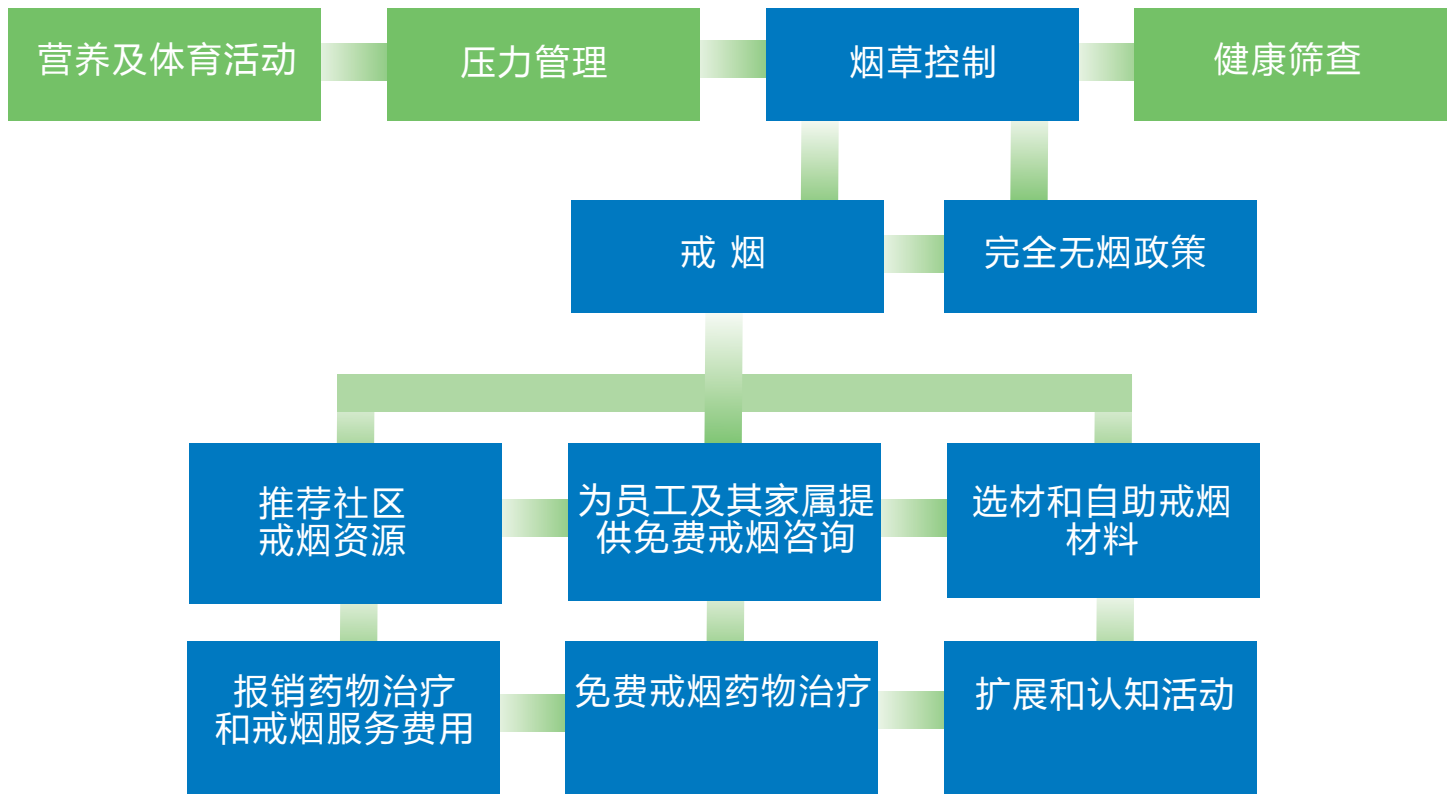 营养及体育活动
压力管理
烟草控制
健康筛查
戒 烟
完全无烟政策
推荐社区
戒烟资源
为员工及其家属提
供免费戒烟咨询
选材和自助戒烟
材料
报销药物治疗
和戒烟服务费用
免费戒烟药物治疗
扩展和认知活动